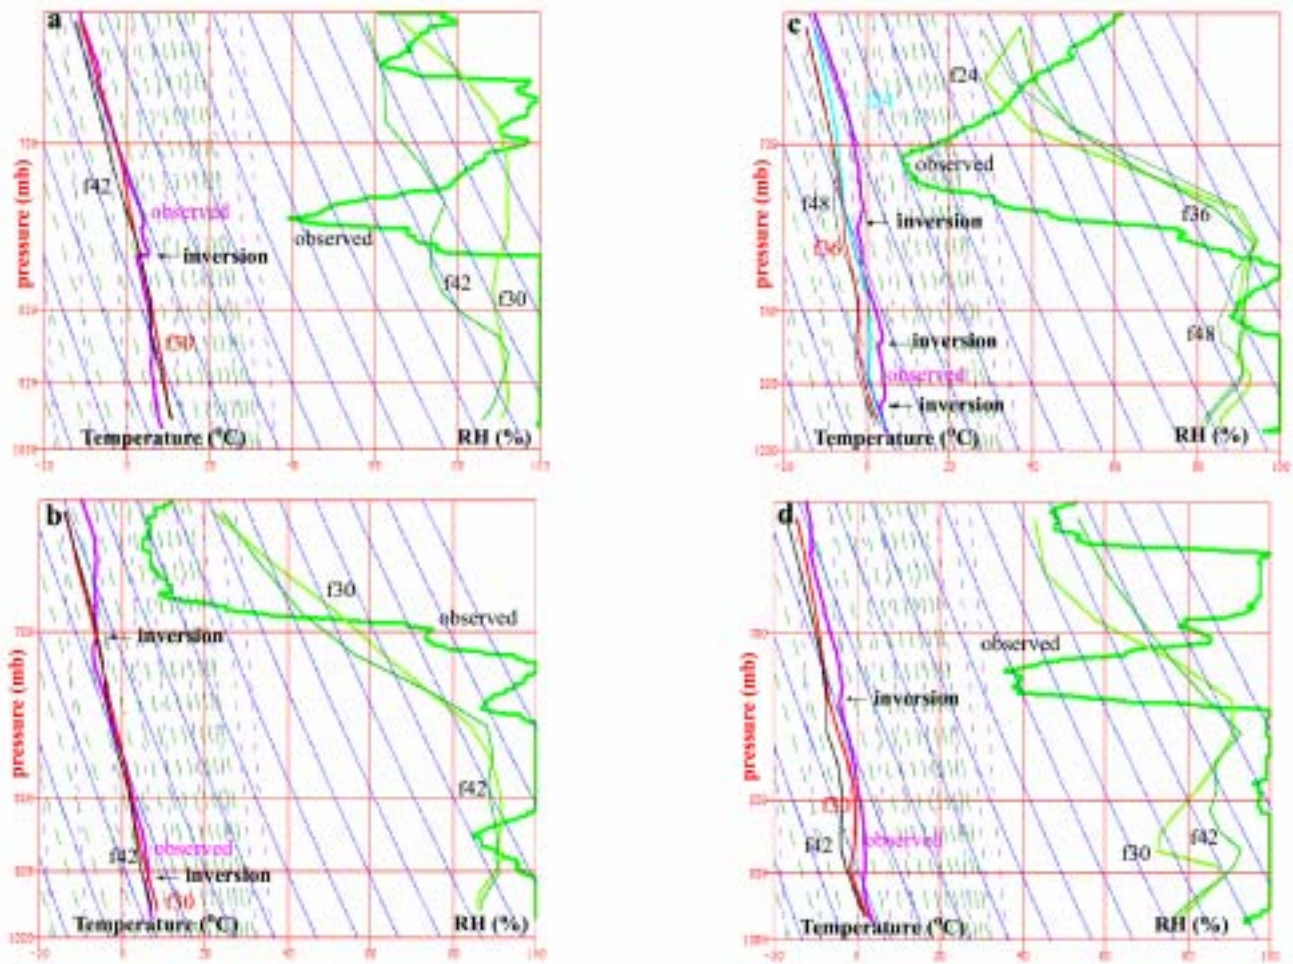 a
f42
observed
observed
inversion
f42
f30
f30
pressure (mb)
Temperature (°C)
RH (%)
c
f24
observed
f48
f36
inversion
f36
f48
inversion
observed
inversion
pressure (mb)
Temperature (°C)
RH (%)
b
f30
observed
inversion
f42
observed
f42
inversion
f30
pressure (mb)
Temperature (°C)
RH (%)
d
observed
inversion
f30
f42
observed
f30
f42
pressure (mb)
Temperature (°C)
RH (%)